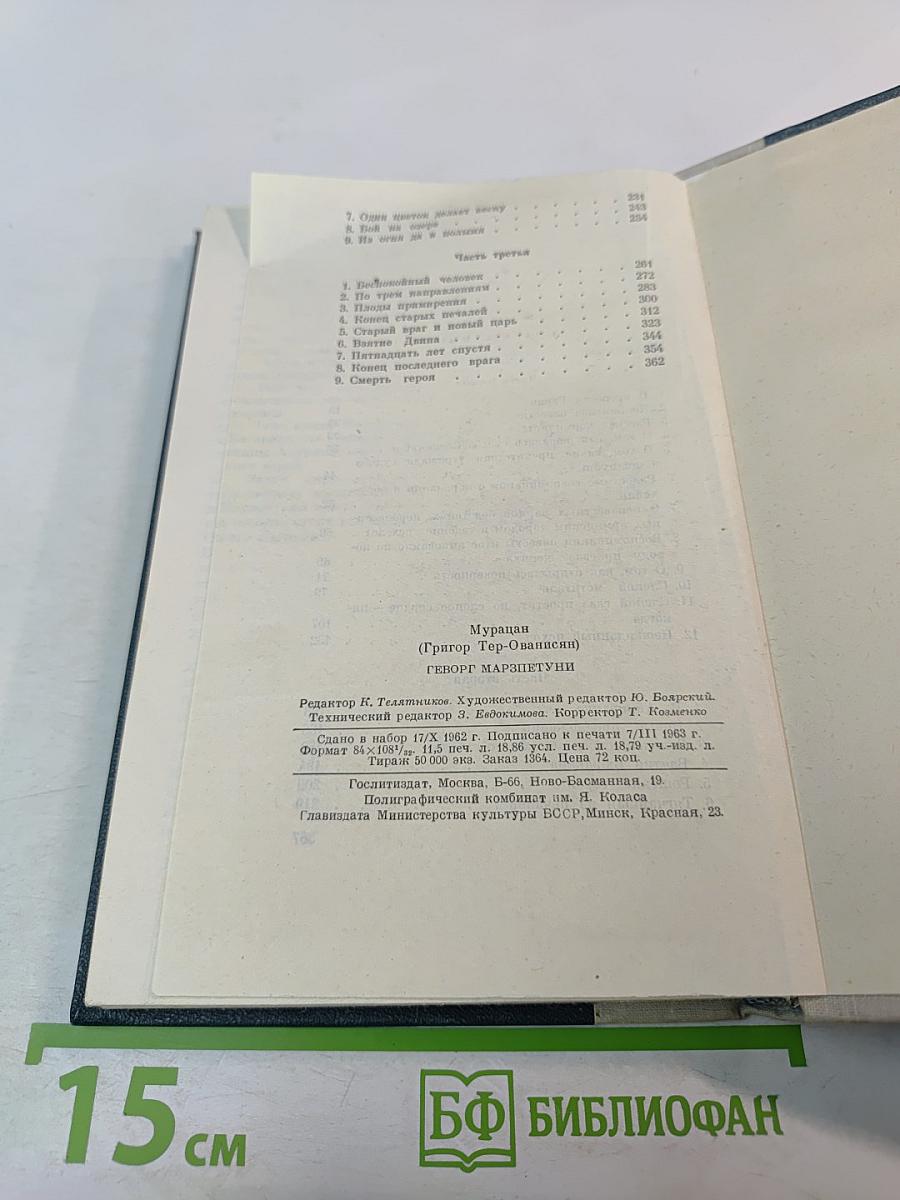 7. Один цветок делает весну . . . . . . 231
8. Бой на озере . . . . . . 243
9. Из огня да в полымя . . . . . . 254
Часть третья
1. Беспокойный человек . . . . . . 261
2. По трем направлениям . . . . . . 272
3. Плоды примирения . . . . . . 283
4. Конец старых печалей . . . . . . 300
5. Старый враг и новый царь . . . . . . 312
6. Взятие Двина . . . . . . 323
7. Пятнадцать лет спустя . . . . . . 344
8. Конец последнего врага . . . . . . 354
9. Смерть героя . . . . . . 362
Мурацан
(Григор Тер-Ованисян)
ГЕВОРГ МАРЗПЕТУНИ
Редактор К. Телятников. Художественный редактор Ю. Боярский.
Технический редактор З. Евдокимова. Корректор Т. Козменко
Сдано в набор 17/X 1962 г. Подписано к печати 7/III 1963 г.
Формат 84×108¹/₃₂. 11,5 печ. л. 18,86 усл. печ. л. 18,79 уч.-изд. л.
Тираж 50 000 экз. Заказ 1364. Цена 72 коп.
Гослитиздат, Москва, Б-66, Ново-Басманная, 19.
Полиграфический комбинат им. Я. Коласа
Главиздата Министерства культуры БССР, Минск, Красная, 23.
15 см
БФ БИБЛИОФАН